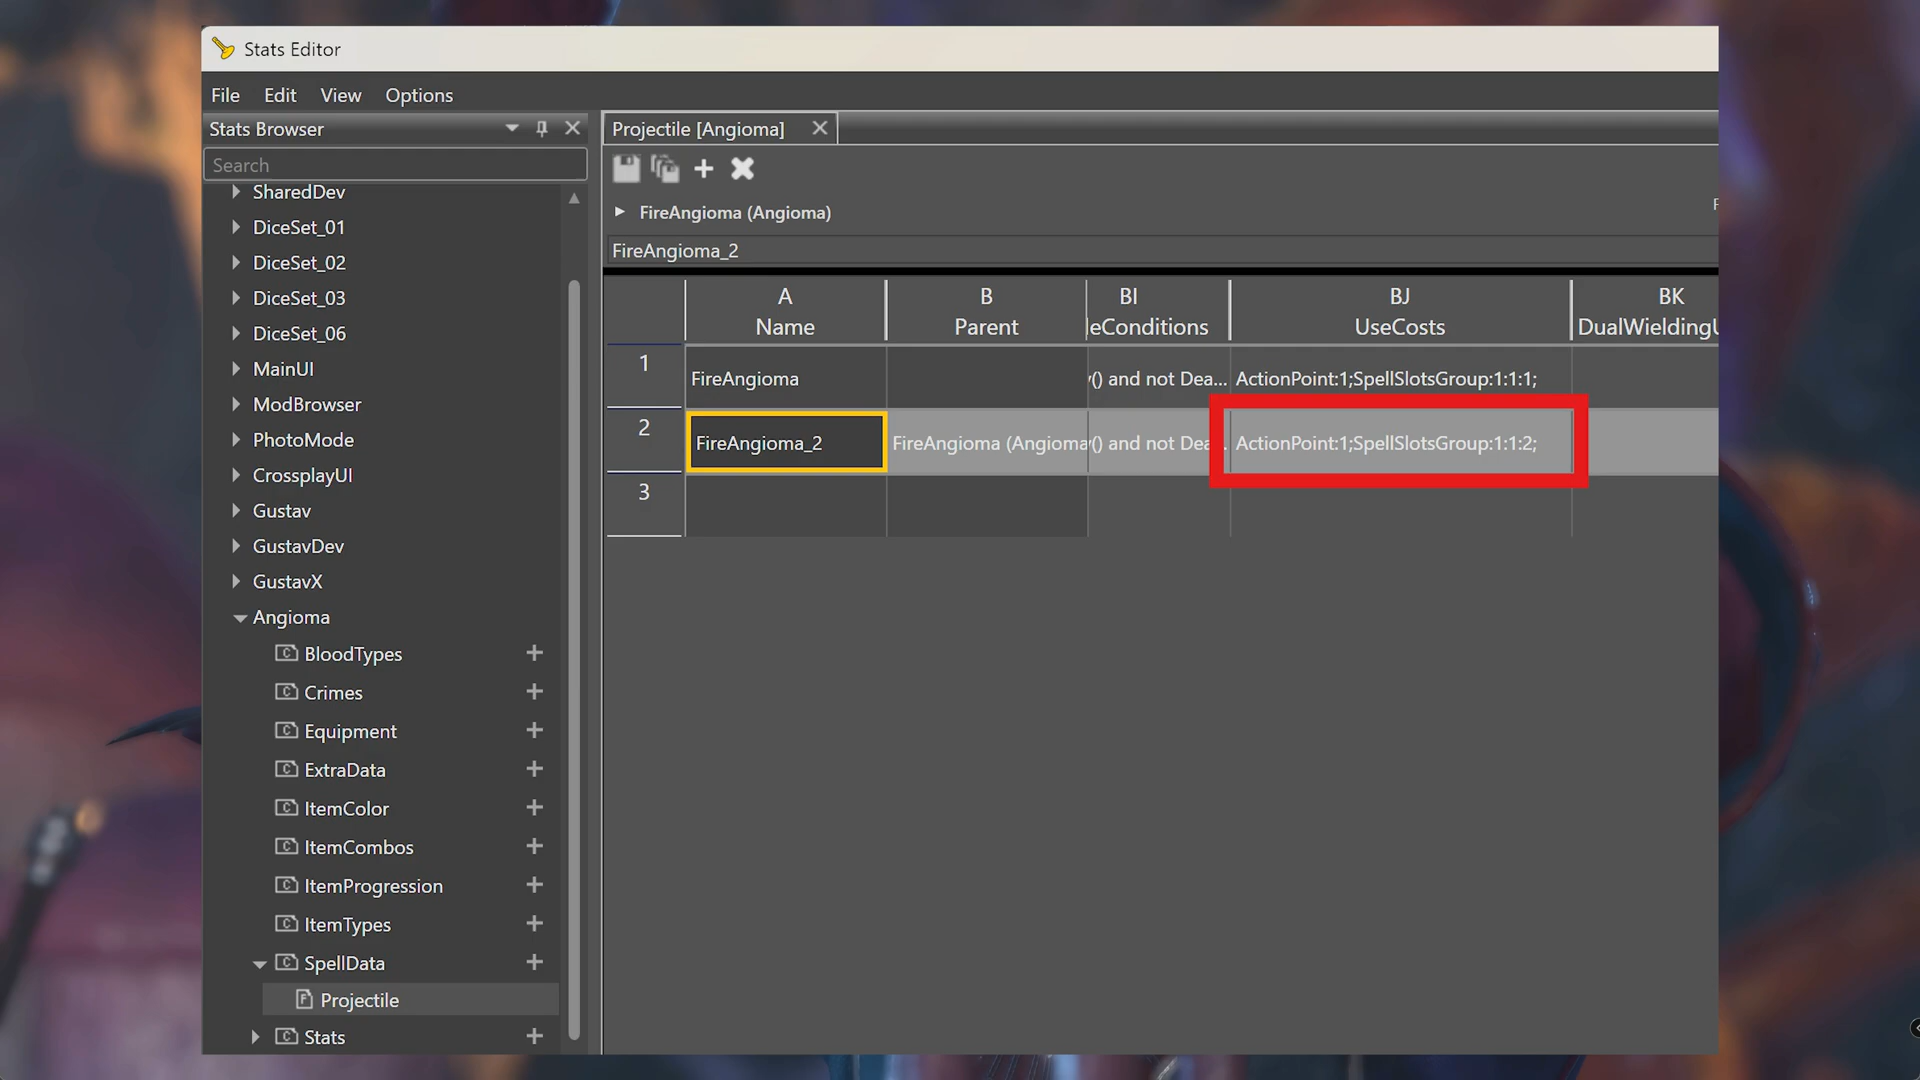 Stats Editor
File Edit View Options
Stats Browser
Search
SharedDev
DiceSet_01
DiceSet_02
DiceSet_03
DiceSet_06
MainUI
ModBrowser
PhotoMode
CrossplayUI
Gustav
GustavDev
GustavX
Angioma
BloodTypes
Crimes
Equipment
ExtraData
ItemColor
ItemCombos
ItemProgression
ItemTypes
SpellData
Projectile
Stats
Projectile [Angioma]
FireAngioma (Angioma)
FireAngioma_2
A B BI BJ BK
Name Parent leConditions UseCosts DualWieldingU
1 FireAngioma () and not Dea... ActionPoint:1;SpellSlotsGroup:1:1:1;
2 FireAngioma_2 FireAngioma (Angioma () and not Dea... ActionPoint:1;SpellSlotsGroup:1:1:2;
3